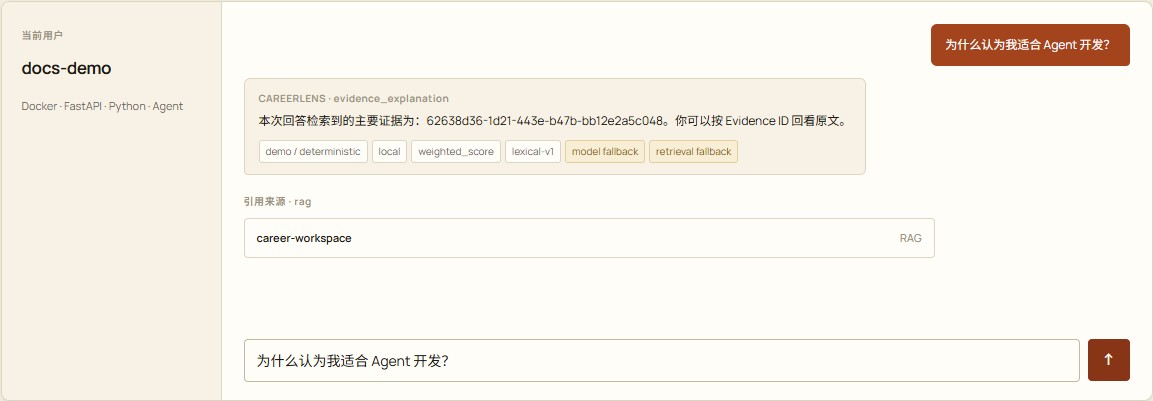 当前用户
docs-demo
Docker · FastAPI · Python · Agent
为什么认为我适合 Agent 开发？
CAREERLENS · evidence_explanation
本次回答检索到的主要证据为：62638d36-1d21-443e-b47b-bb12e2a5c048。你可以按 Evidence ID 回看原文。
demo / deterministic local weighted_score lexical-v1 model fallback retrieval fallback
引用来源 · rag
career-workspace RAG
为什么认为我适合 Agent 开发？
↑